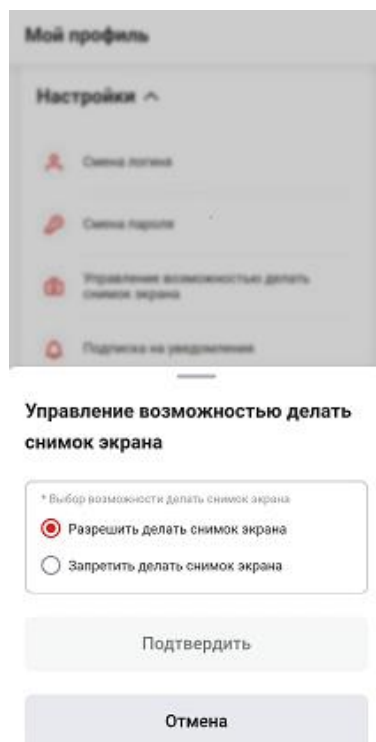 Мой профиль
Настройки
Смена логина
Смена пароля
Управление возможностью делать
снимок экрана
Подписка на уведомления
Управление возможностью делать
снимок экрана
* Выбор возможности делать снимок экрана
Разрешить делать снимок экрана
Запретить делать снимок экрана
Подтвердить
Отмена